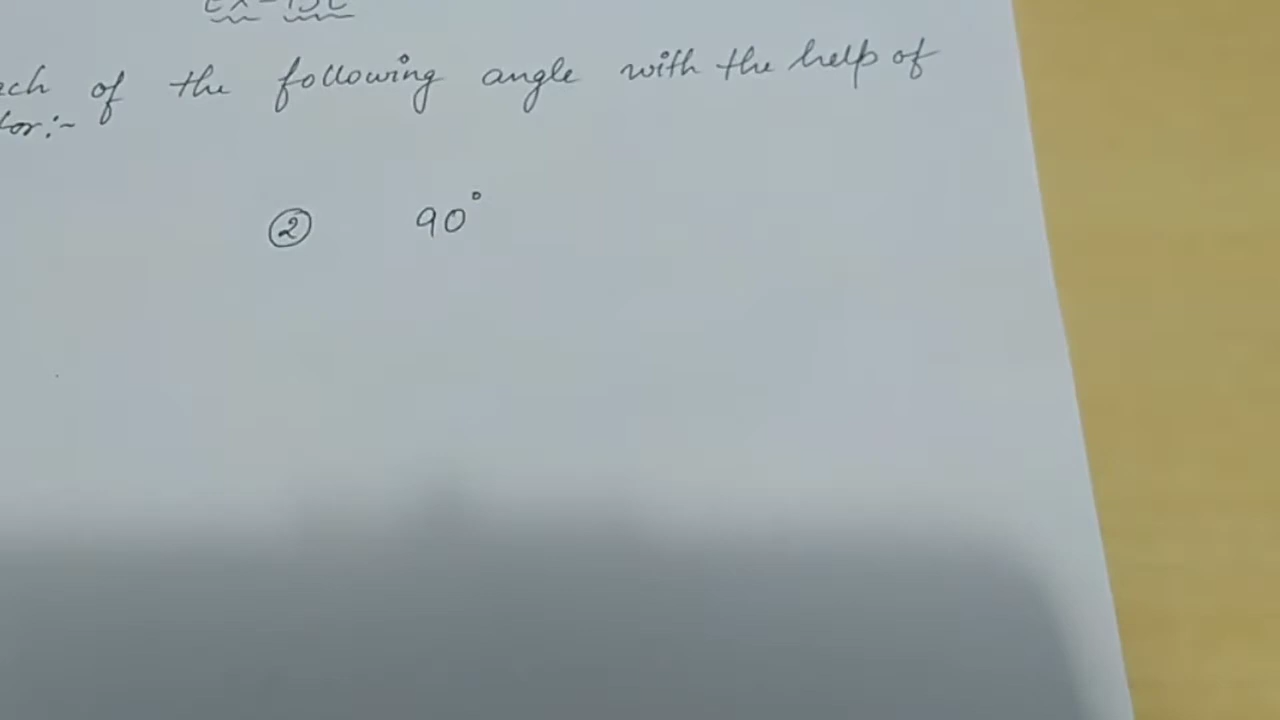 of the following angle with the help of
② 90°